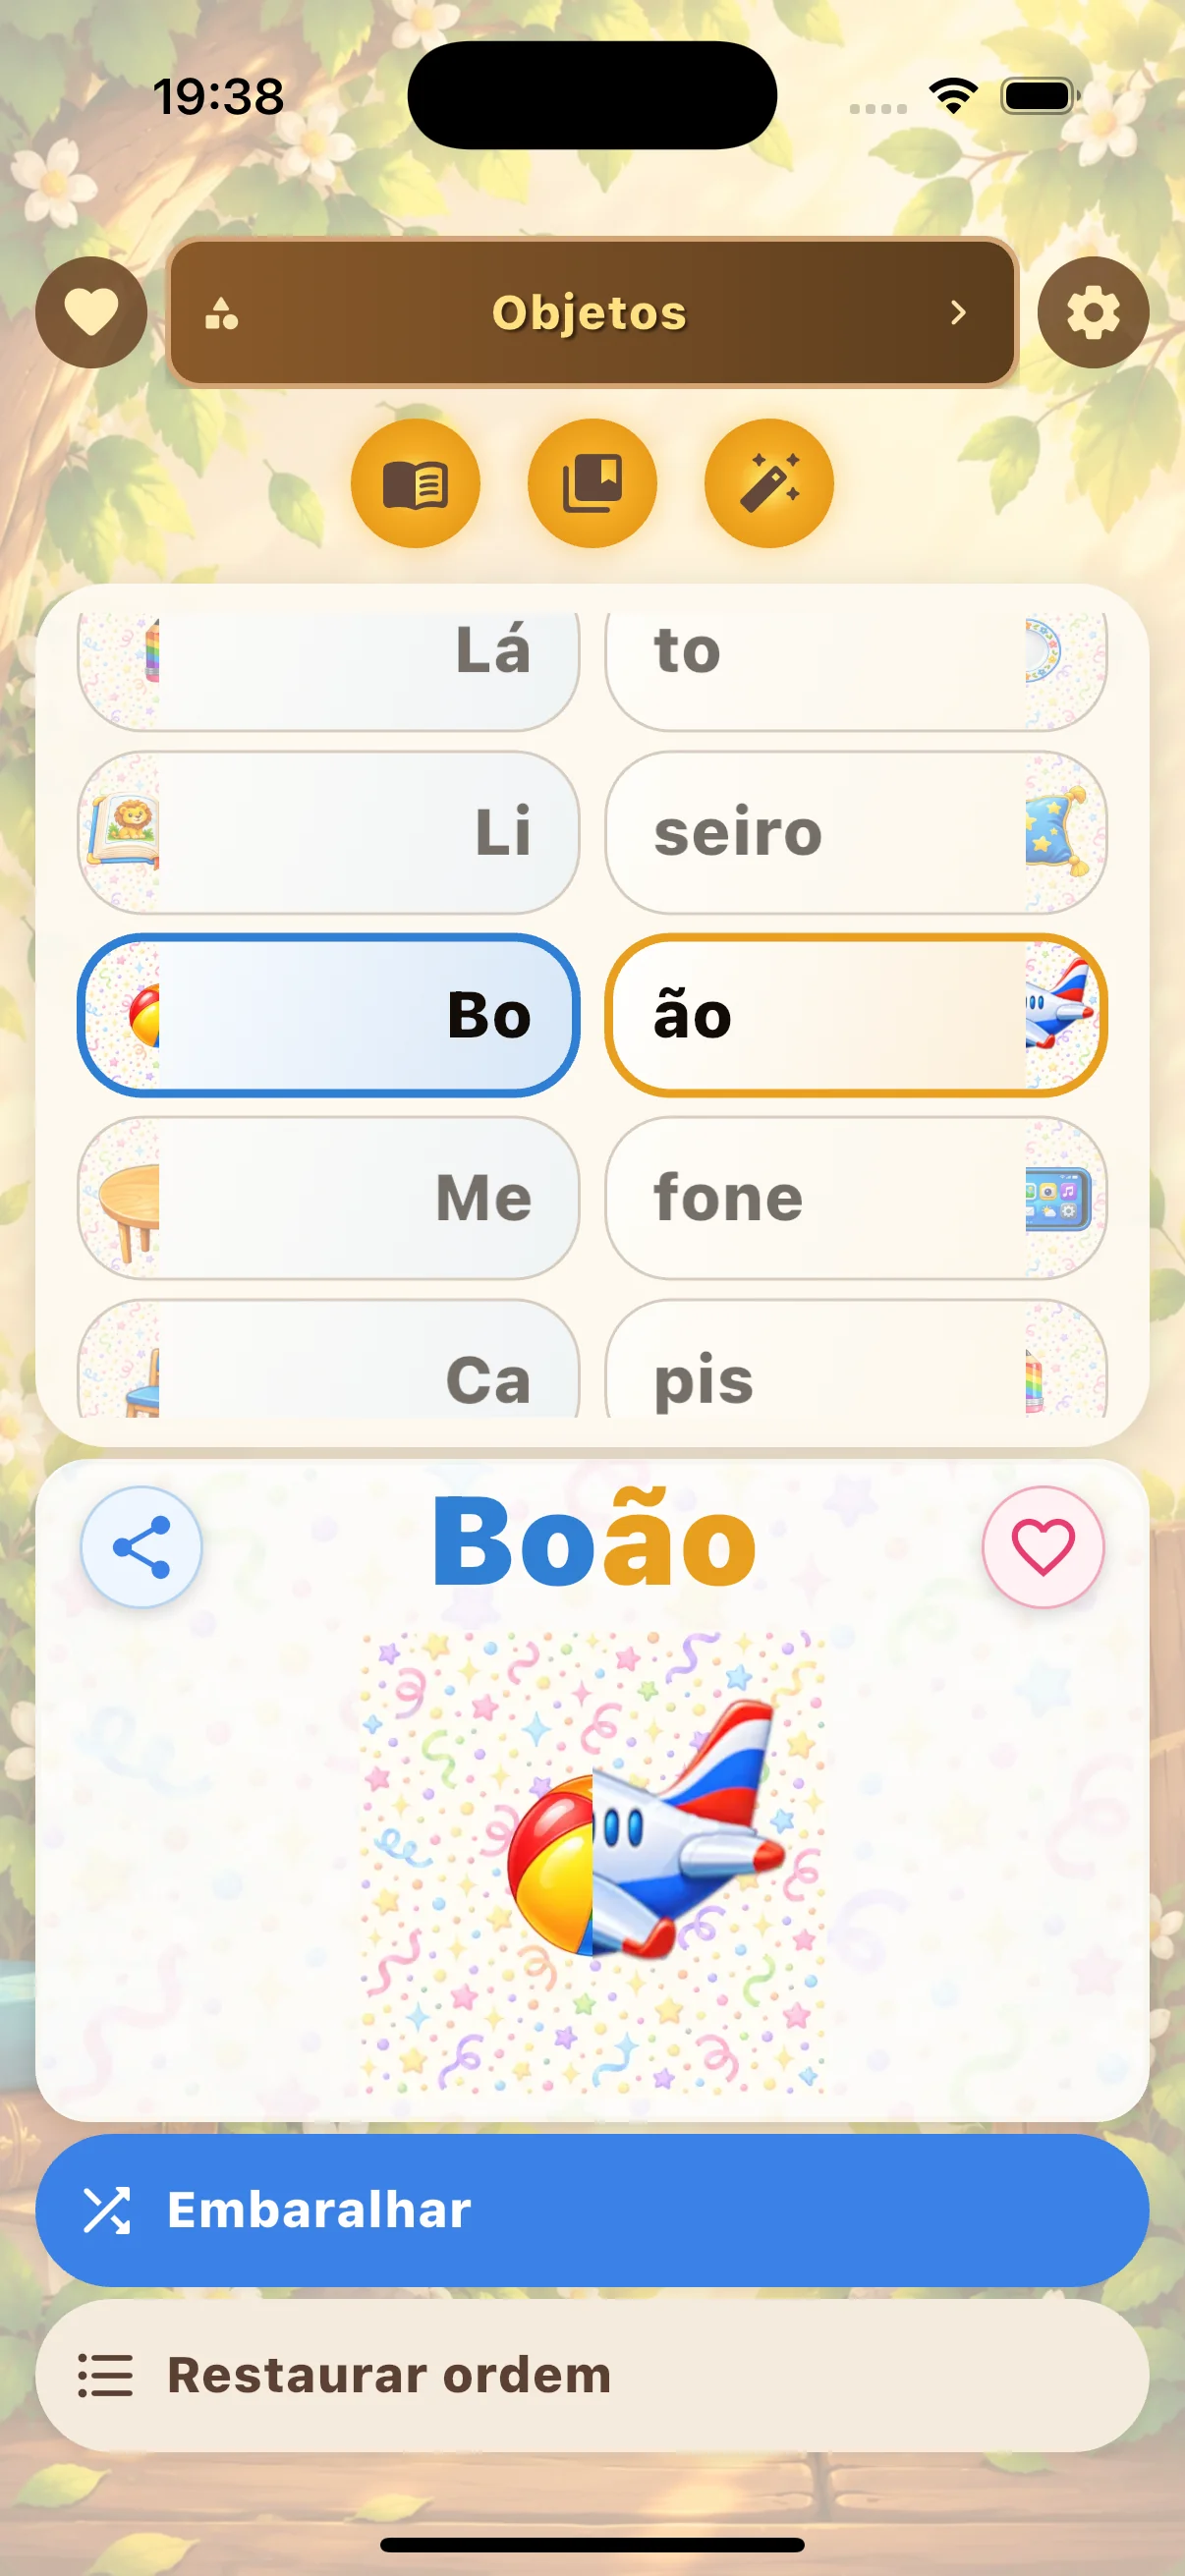 19:38
Objetos
Lá to
Li seiro
Bo ão
Me fone
Ca pis
Boão
Embaralhar
Restaurar ordem